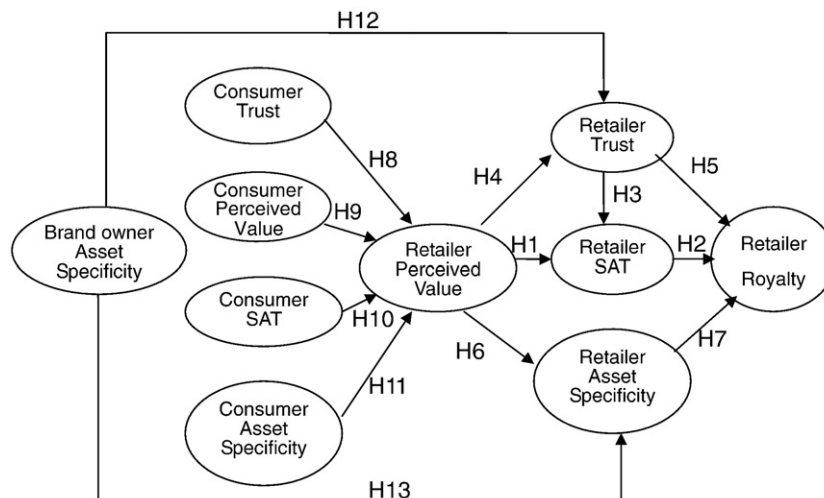 H12
Consumer
Trust
Retailer
Trust
H8
H4
H5
H3
Consumer
Perceived
Value
H9
Brand owner
Asset
Specificity
Retailer
Perceived
Value
H1
Retailer
SAT
H2
Retailer
Royalty
Consumer
SAT
H10
H6
H7
Retailer
Asset
Specificity
H11
Consumer
Asset
Specificity
H13